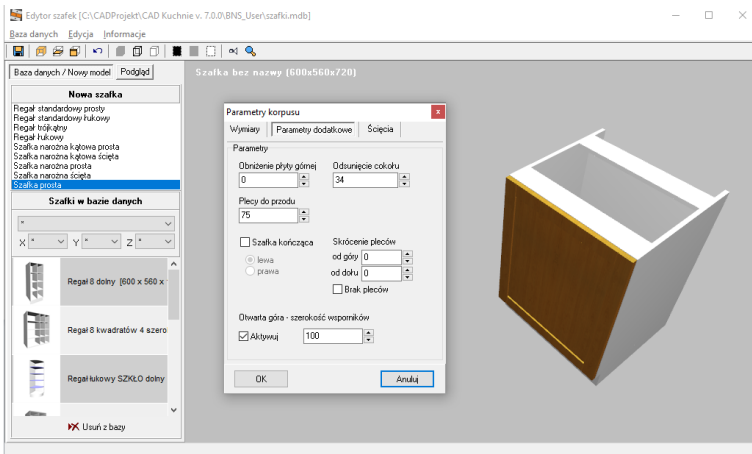 Edytor szafek [C:\CADProjekt\CAD Kuchnie v. 7.0.0\BNS_User\szafki.mdb]
Baza danych Edycja Informacje
Baza danych / Nowy model Podgląd
Szafka bez nazwy (600x560x720)
Nowa szafka
Regał standardowy prosty
Regał standardowy łukowy
Regał trójkątny
Regał łukowy
Szafka narożna kątowa prosta
Szafka narożna kątowa ścięta
Szafka narożna prosta
Szafka narożna ścięta
Szafka prosta
Szafki w bazie danych
*
X * Y * Z *
Regał 8 dolny [600 x 560 x
Regał 8 kwadratów 4 szero
Regał łukowy SZKŁO dolny
Usuń z bazy
Parametry korpusu
x
Wymiary Parametry dodatkowe Ścięcia
Parametry
Obniżenie płyty górnej Odsunięcie cokołu
0 34
Plecy do przodu
75
Szafka kończąca Skrócenie pleców
lewa od góry 0
prawa od dołu 0
Brak pleców
Otwarta góra - szerokość wsporników
Aktywuj 100
OK Anuluj